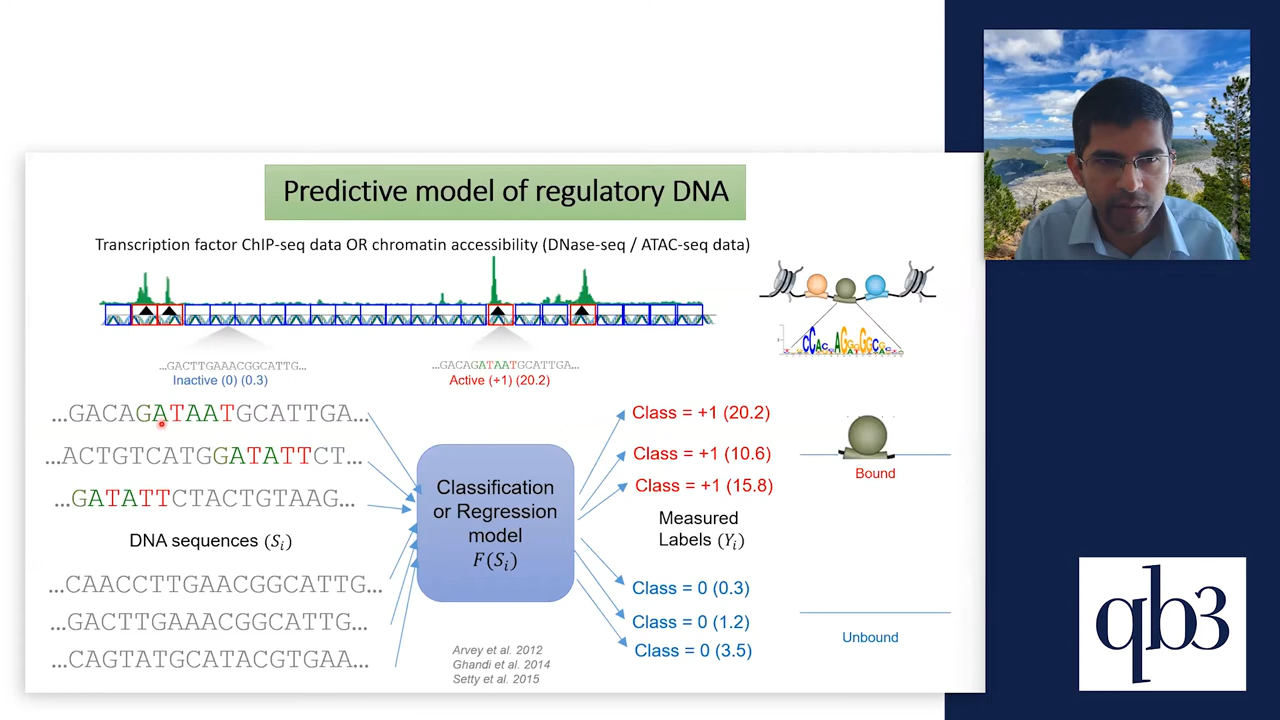 Predictive model of regulatory DNA
Transcription factor ChIP-seq data OR chromatin accessibility (DNase-seq / ATAC-seq data)
...GACTTGAAACGGCATTG...
Inactive (0) (0.3)
...GACAGATAATGCATTGA...
Active (+1) (20.2)
...GACAGATAATGCATTGA...
...ACTGTCATGGATATTCT...
...GATATTCTACTGTAAG...
DNA sequences (Si)
...CAACCTTGAACGGCATTG...
...GACTTGAAACGGCATTG...
...CAGTATGCATACGTGAA...
Classification
or Regression
model
F(Si)
Arvey et al. 2012
Ghandi et al. 2014
Setty et al. 2015
Class = +1 (20.2)
Class = +1 (10.6)
Class = +1 (15.8)
Measured
Labels (Yi)
Class = 0 (0.3)
Class = 0 (1.2)
Class = 0 (3.5)
Bound
Unbound
qb3